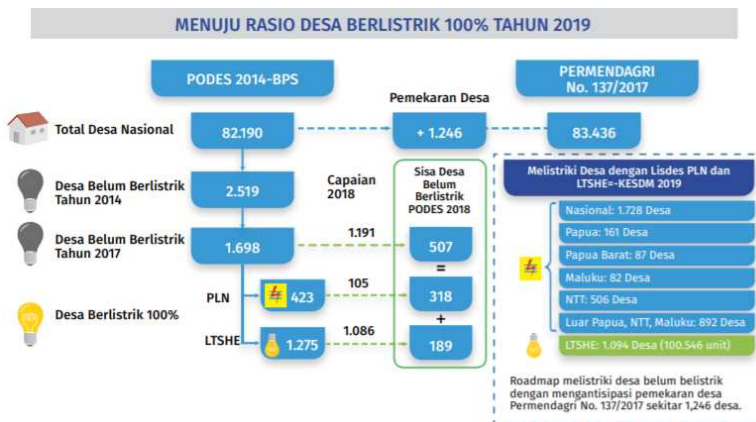 MENUJU RASIO DESA BERLISTRIK 100% TAHUN 2019
PODES 2014-BPS
PERMENDAGRI
No. 137/2017
Pemekaran Desa
Total Desa Nasional
82.190
+ 1.246
83.436
Desa Belum Berlistrik
Tahun 2014
2.519
Capaian
2018
Sisa Desa
Belum
Berlistrik
PODES 2018
Desa Belum Berlistrik
Tahun 2017
1.698
1.191
507
=
PLN
423
105
318
+
Desa Berlistrik 100%
LTSHE
1.275
1.086
189
Melistriki Desa dengan Lisdes PLN dan
LTSHE=-KESDM 2019
Nasional: 1.728 Desa
Papua: 161 Desa
Papua Barat: 87 Desa
Maluku: 82 Desa
NTT: 506 Desa
Luar Papua, NTT, Maluku: 892 Desa
LTSHE: 1.094 Desa (100.546 unit)
Roadmap melistriki desa belum belistrik
dengan mengantisipasi pemekaran desa
Permendagri No. 137/2017 sekitar 1,246 desa.